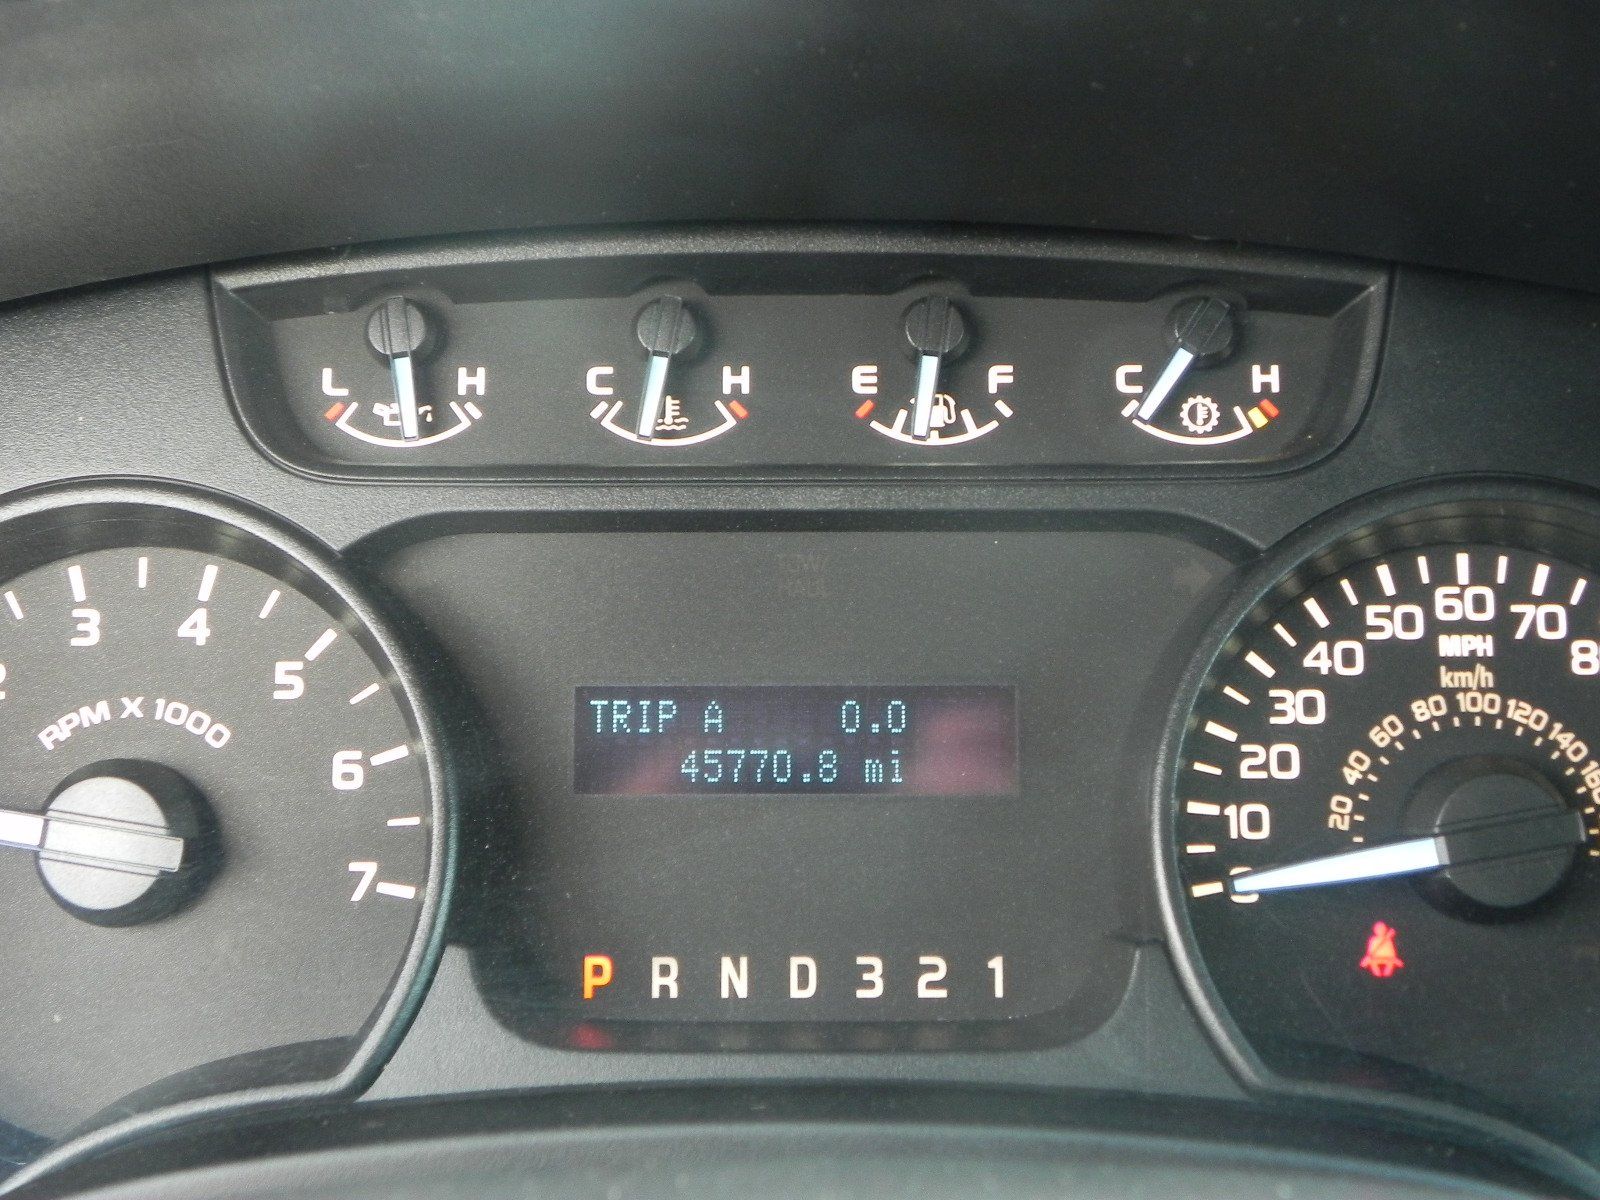 L H
C H
E F
C H
3 4 5 6 7
RPM X 1000
TRIP A 0.0
45770.8 mi
P R N D 3 2 1
0 10 20 30 40 50 60 70
MPH
km/h
20 40 60 80 100 120 140